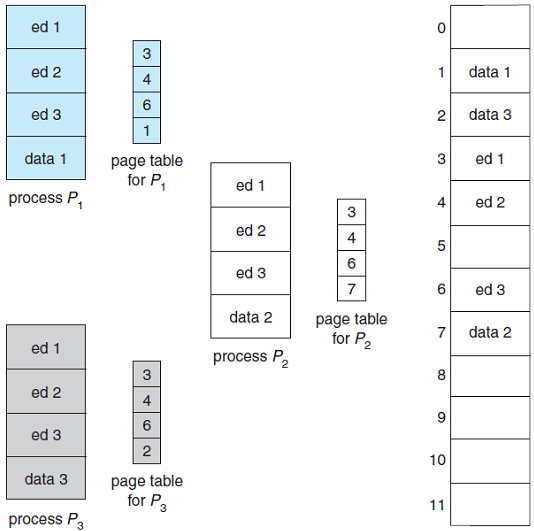 ed 1
ed 2
ed 3
data 1
process P1
3
4
6
1
page table
for P1
ed 1
ed 2
ed 3
data 2
process P2
3
4
6
7
page table
for P2
ed 1
ed 2
ed 3
data 3
process P3
3
4
6
2
page table
for P3
0
1 data 1
2 data 3
3 ed 1
4 ed 2
5
6 ed 3
7 data 2
8
9
10
11